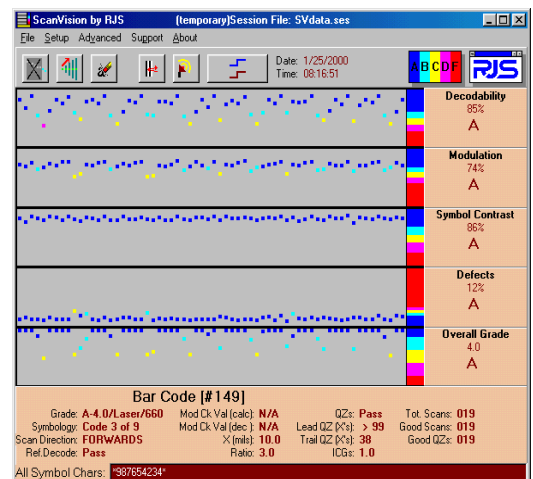 ScanVision by RJS (temporary)Session File: SVdata.ses
File Setup Advanced Support About
Date: 1/25/2000
Time: 08:16:51
A B C D F
RJS
Decodability
85%
A
Modulation
74%
A
Symbol Contrast
86%
A
Defects
12%
A
Overall Grade
4.0
A
Bar Code [#149]
Grade: A-4.0/Laser/660 Mod Ck Val (calc): N/A QZs: Pass Tot. Scans: 019
Symbology: Code 3 of 9 Mod Ck Val (dec ): N/A Lead QZ (X's): > 99 Good Scans: 019
Scan Direction: FORWARDS X (mils): 10.0 Trail QZ (X's): 38 Good QZs: 019
Ref.Decode: Pass Ratio: 3.0 ICGs: 1.0
All Symbol Chars: *987654234*